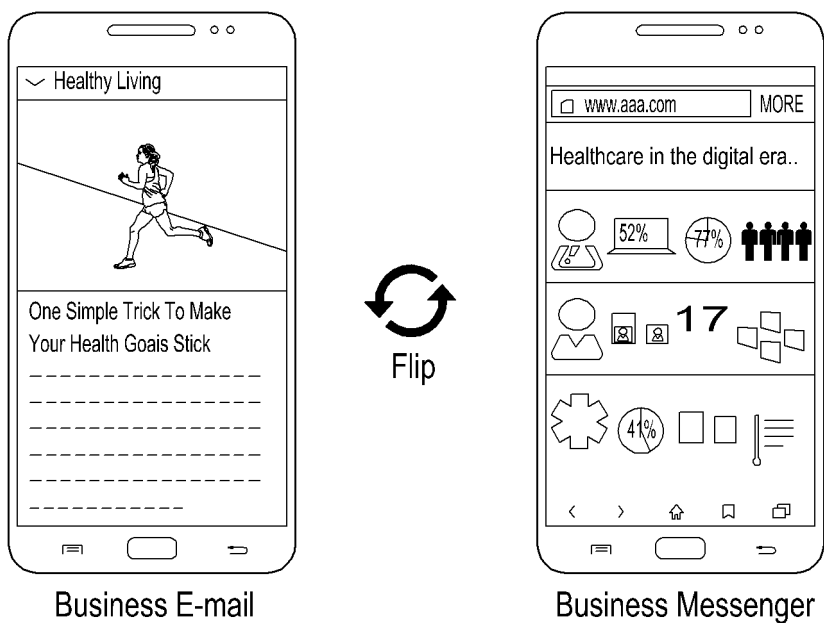 Healthy Living
One Simple Trick To Make
Your Health Goais Stick
Business E-mail
Flip
www.aaa.com MORE
Healthcare in the digital era..
52% 77%
17
41%
Business Messenger